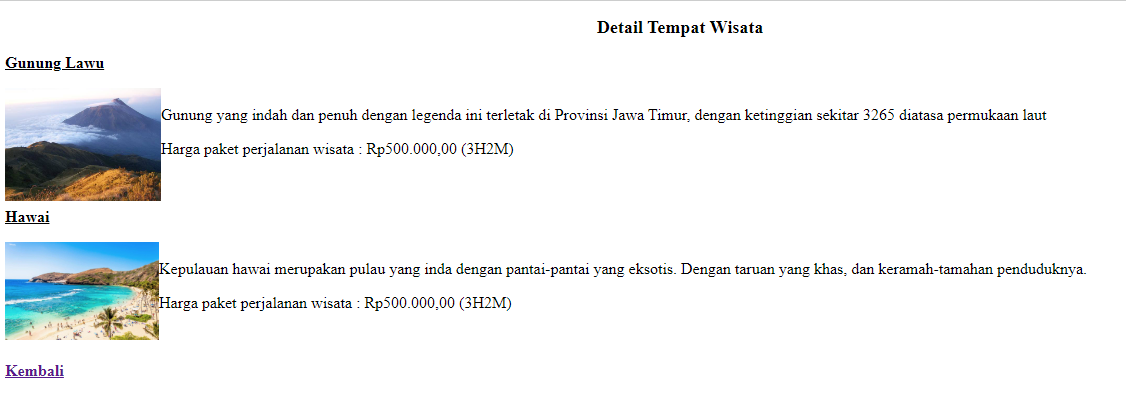 Detail Tempat Wisata
Gunung Lawu
Gunung yang indah dan penuh dengan legenda ini terletak di Provinsi Jawa Timur, dengan ketinggian sekitar 3265 diatasa permukaan laut
Harga paket perjalanan wisata : Rp500.000,00 (3H2M)
Hawai
Kepulauan hawai merupakan pulau yang inda dengan pantai-pantai yang eksotis. Dengan taruan yang khas, dan keramah-tamahan penduduknya.
Harga paket perjalanan wisata : Rp500.000,00 (3H2M)
Kembali